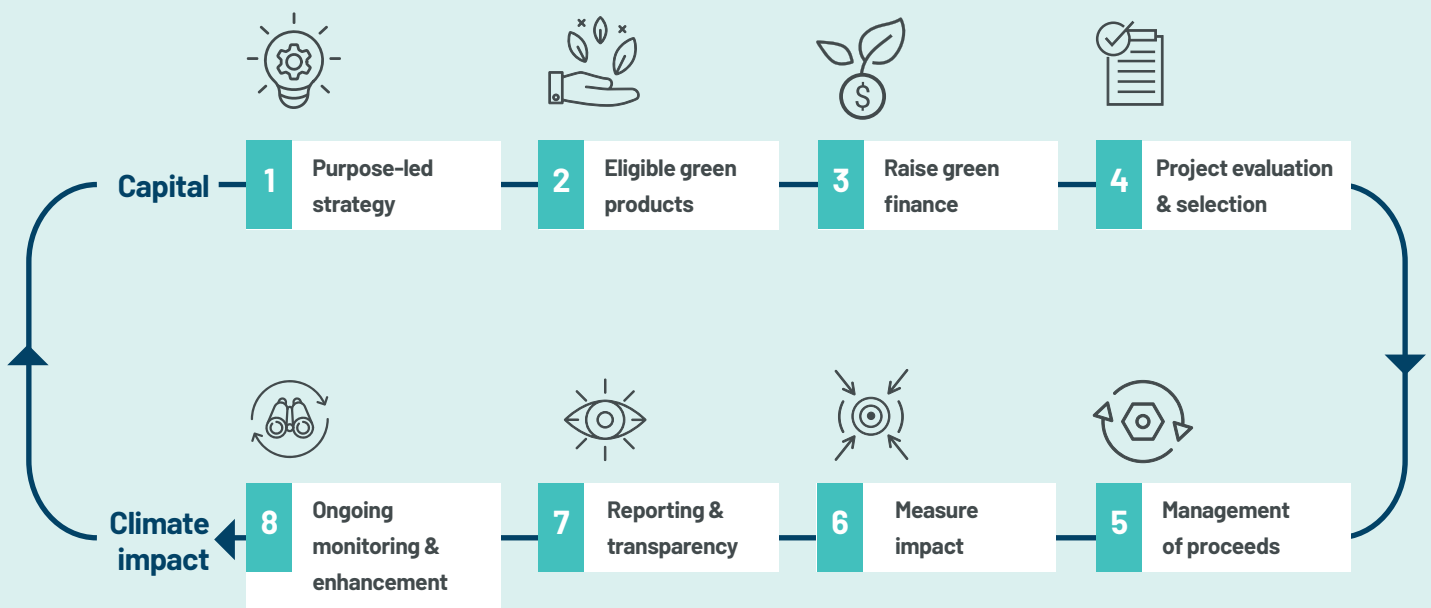 Capital
1
Purpose-led
strategy
2
Eligible green
products
3
Raise green
finance
4
Project evaluation
& selection
Climate
impact
8
Ongoing
monitoring &
enhancement
7
Reporting &
transparency
6
Measure
impact
5
Management
of proceeds
$